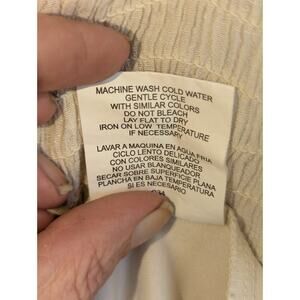 MACHINE WASH COLD WATER
GENTLE CYCLE
WITH SIMILAR COLORS
DO NOT BLEACH
LAY FLAT TO DRY
IRON ON LOW TEMPERATURE
IF NECESSARY
LAVAR A MAQUINA EN AGUA FRIA
CICLO LENTO DELICADO
CON COLORES SIMILARES
NO USAR BLANQUEADOR
SECAR SOBRE SUPERFICIE PLANA
PLANCHA EN BAJA TEMPERATURA
SI ES NECESARIO